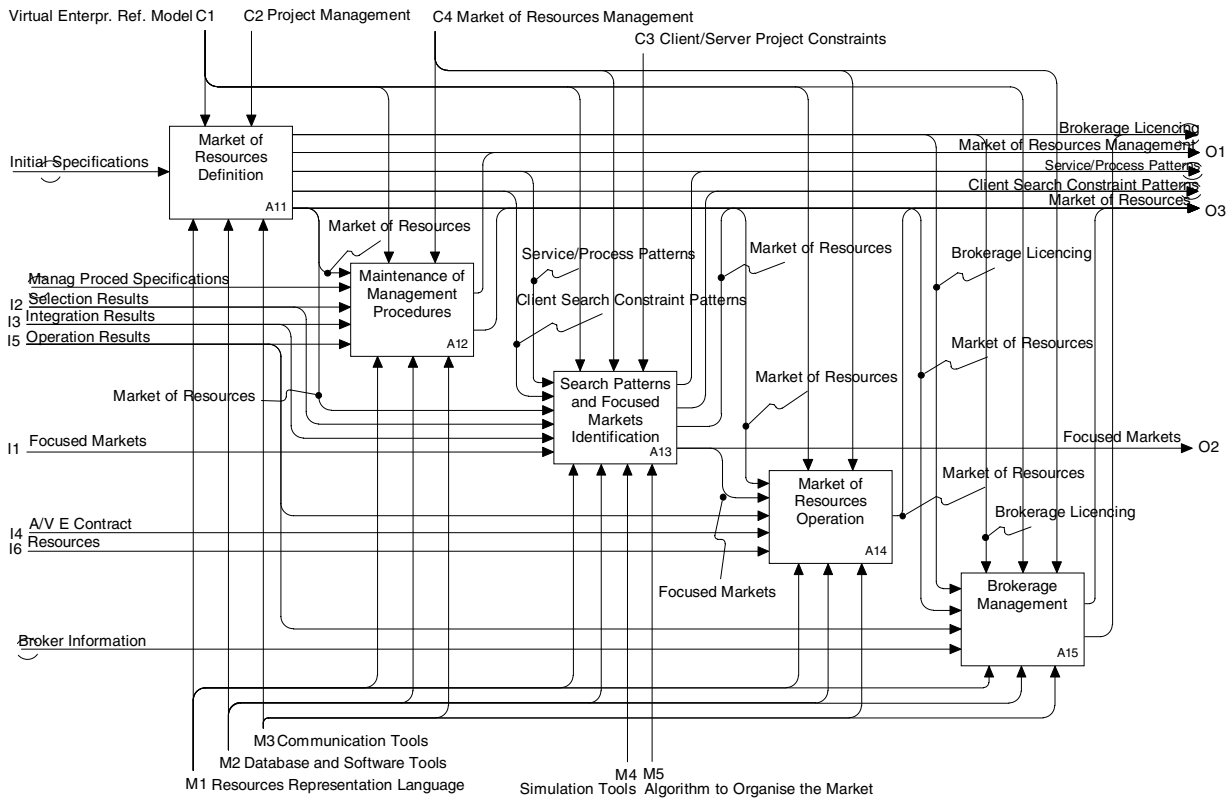 Virtual Enterpr. Ref. Model C1
C2 Project Management
C4 Market of Resources Management
C3 Client/Server Project Constraints
Market of
Resources
Definition
A11
Initial Specifications
Brokerage Licencing
Market of Resources Management
O1
Service/Process Patterns
Client Search Constraint Patterns
Market of Resources
O3
Market of Resources
Service/Process Patterns
Market of Resources
Brokerage Licencing
Manag Proced Specifications
I2 Selection Results
I3 Integration Results
I5 Operation Results
Maintenance of
Management
Procedures
A12
Client Search Constraint Patterns
Market of Resources
Market of Resources
Market of Resources
Search Patterns
and Focused
Markets
Identification
A13
I1 Focused Markets
Focused Markets
O2
Market of
Resources
Operation
A14
Market of Resources
Brokerage Licencing
I4 A/V E Contract
I6 Resources
Focused Markets
Brokerage
Management
A15
Broker Information
M3 Communication Tools
M2 Database and Software Tools
M1 Resources Representation Language
M4
Simulation Tools
M5
Algorithm to Organise the Market